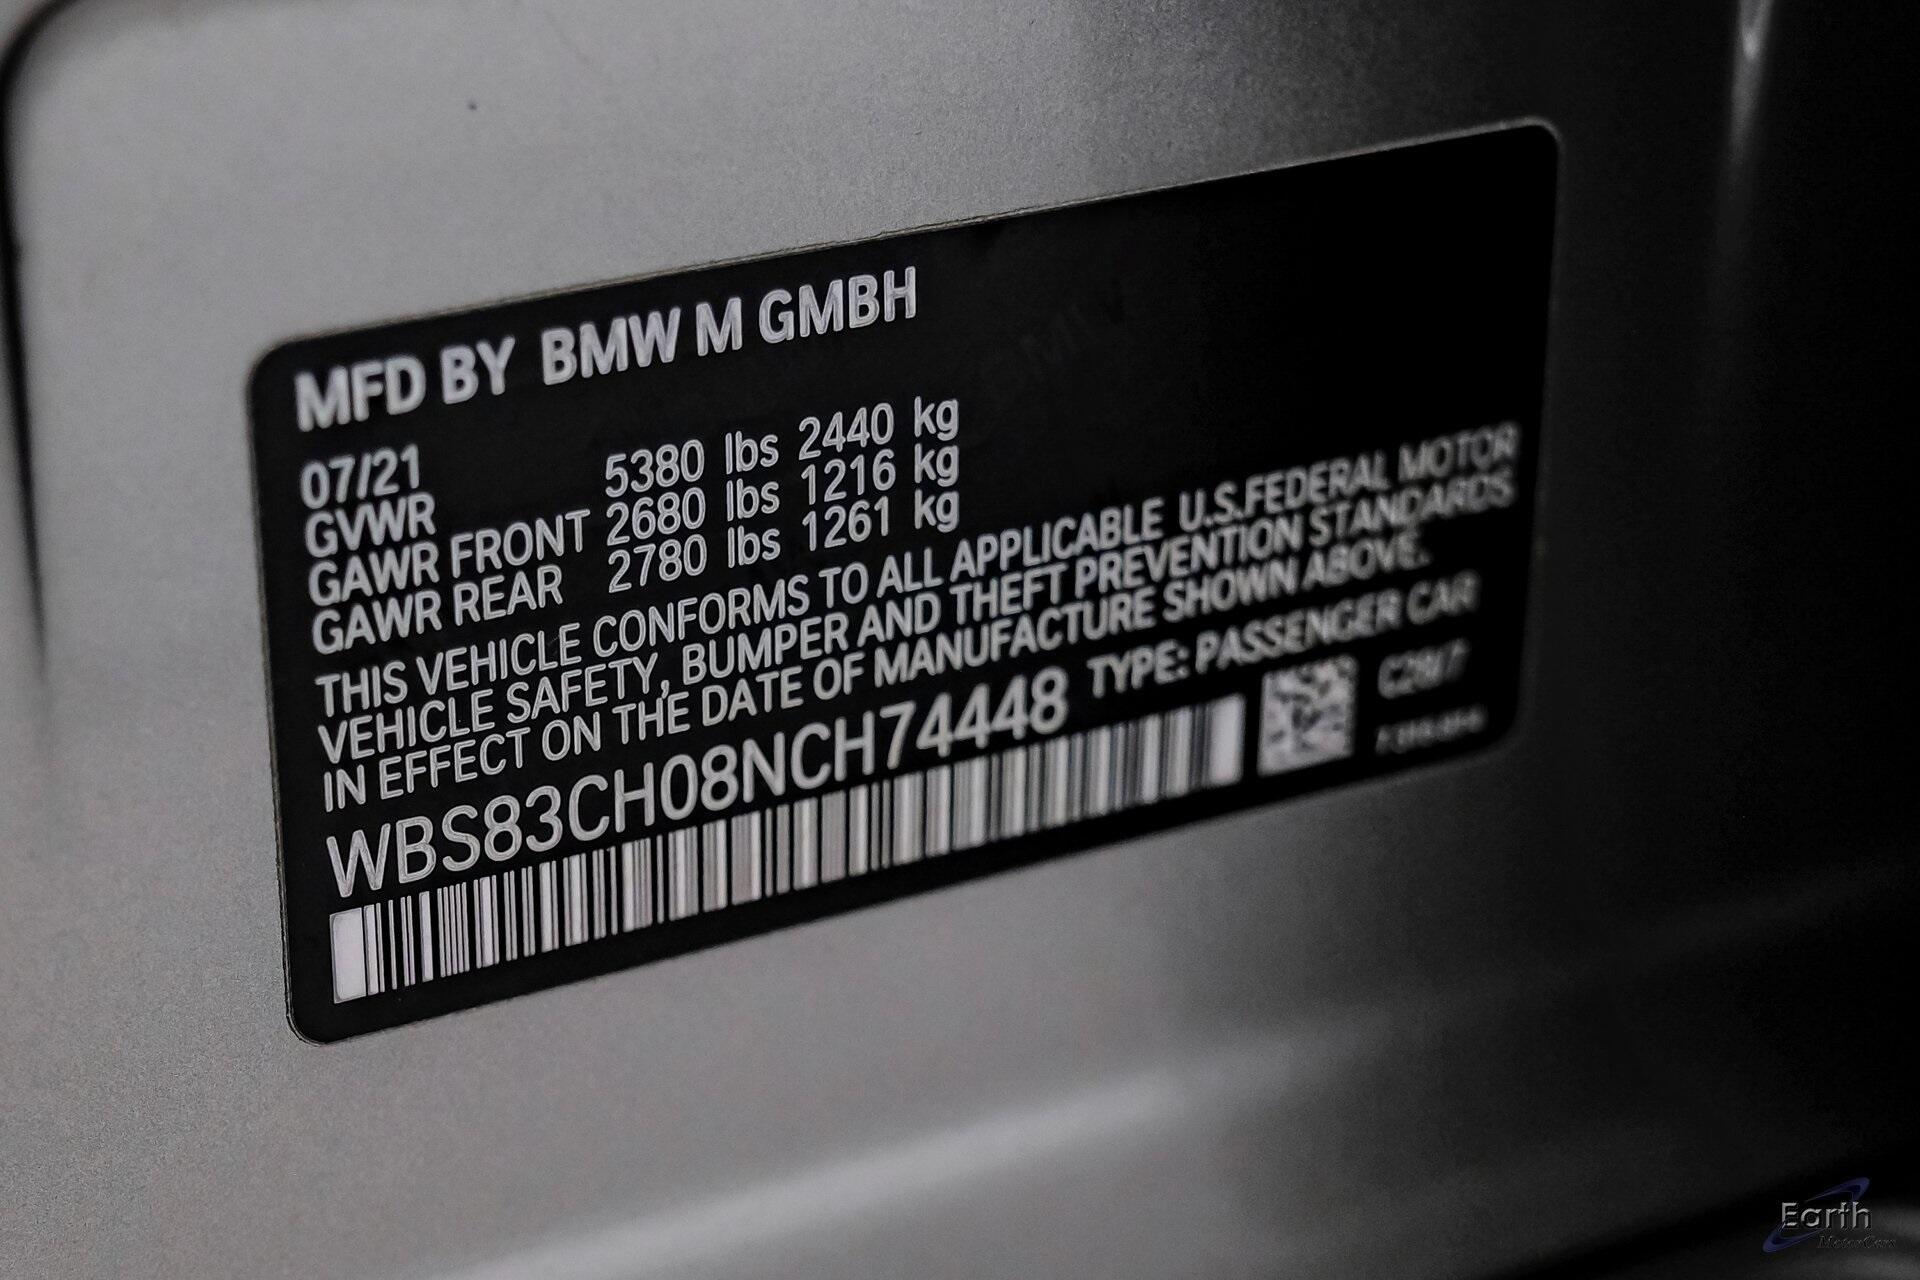 MFD BY BMW M GMBH
07/21
GVWR 5380 lbs 2440 kg
GAWR FRONT 2680 lbs 1216 kg
GAWR REAR 2780 lbs 1261 kg
THIS VEHICLE CONFORMS TO ALL APPLICABLE U.S.FEDERAL MOTOR
VEHICLE SAFETY, BUMPER AND THEFT PREVENTION STANDARDS
IN EFFECT ON THE DATE OF MANUFACTURE SHOWN ABOVE.
WBS83CH08NCH74448 TYPE: PASSENGER CAR
Earth
MotorCars